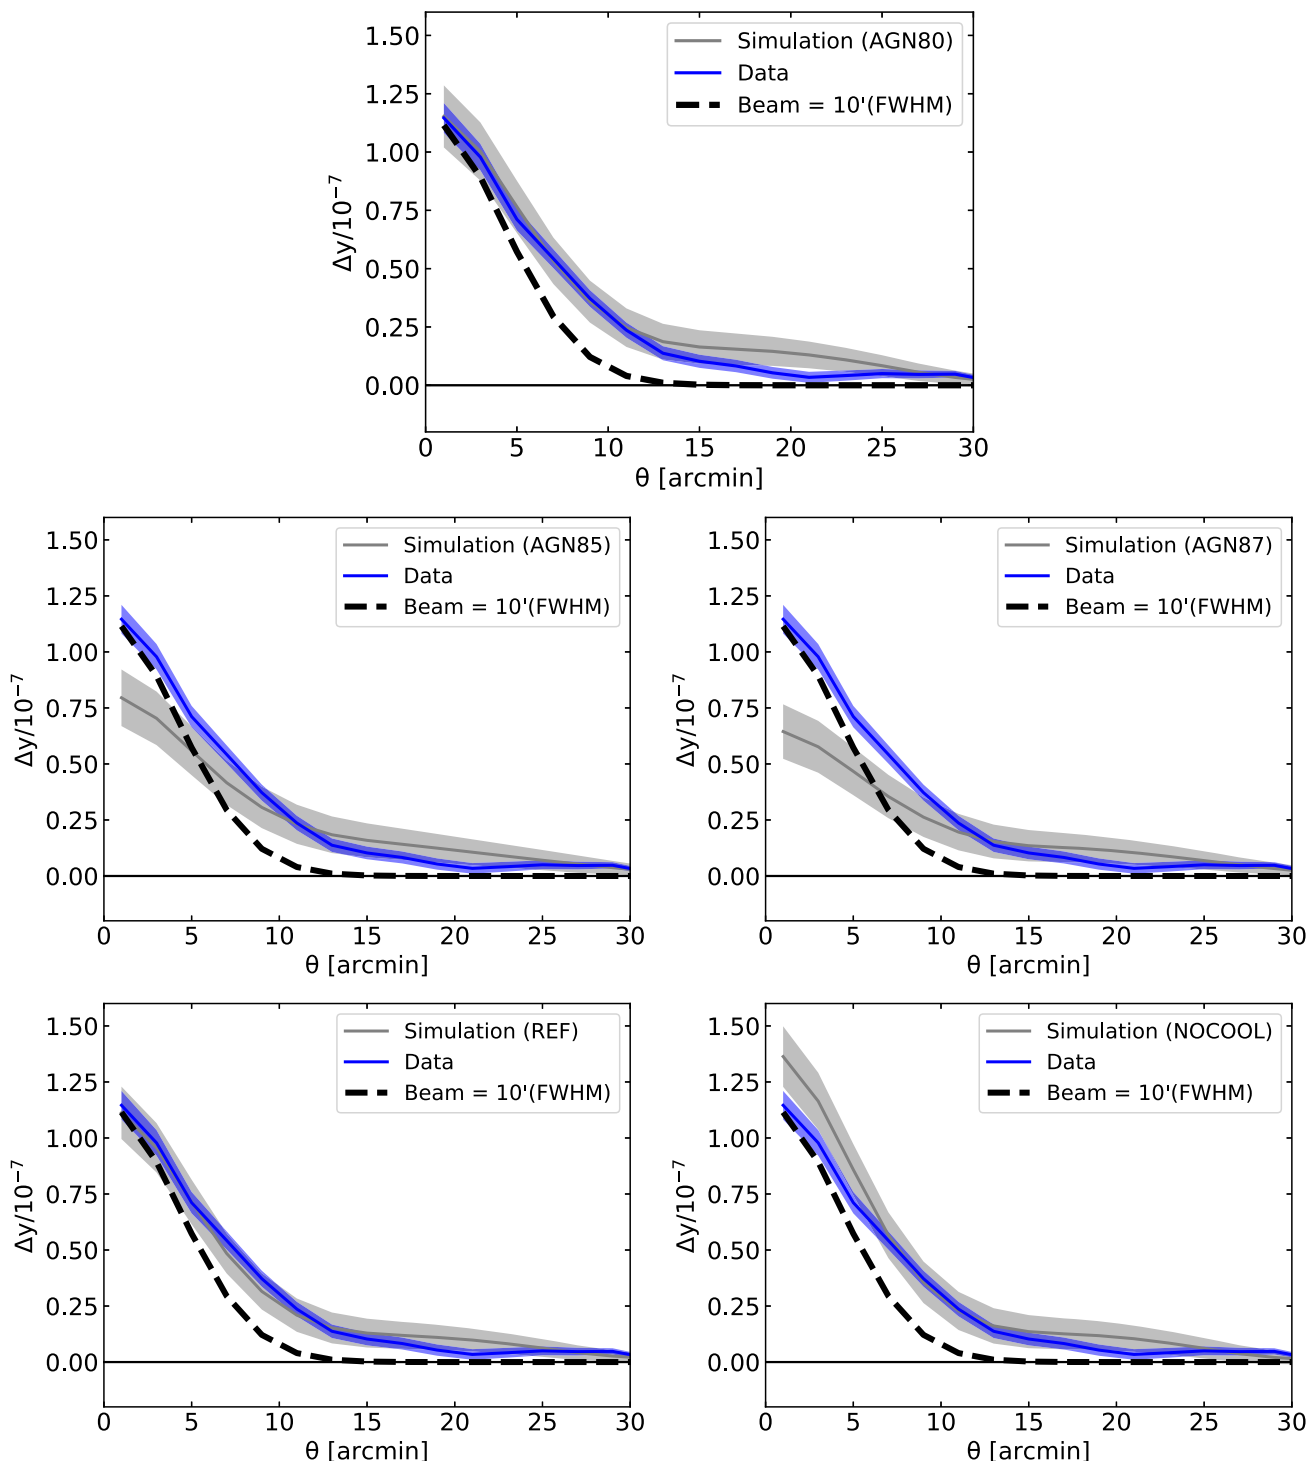 1.50
1.25
1.00
0.75
0.50
0.25
0.00
Δy/10⁻⁷
Simulation (AGN80)
Data
Beam = 10'(FWHM)
0 5 10 15 20 25 30
θ [arcmin]
1.50
1.25
1.00
0.75
0.50
0.25
0.00
Δy/10⁻⁷
Simulation (AGN85)
Data
Beam = 10'(FWHM)
0 5 10 15 20 25 30
θ [arcmin]
1.50
1.25
1.00
0.75
0.50
0.25
0.00
Δy/10⁻⁷
Simulation (AGN87)
Data
Beam = 10'(FWHM)
0 5 10 15 20 25 30
θ [arcmin]
1.50
1.25
1.00
0.75
0.50
0.25
0.00
Δy/10⁻⁷
Simulation (REF)
Data
Beam = 10'(FWHM)
0 5 10 15 20 25 30
θ [arcmin]
1.50
1.25
1.00
0.75
0.50
0.25
0.00
Δy/10⁻⁷
Simulation (NOCOOL)
Data
Beam = 10'(FWHM)
0 5 10 15 20 25 30
θ [arcmin]